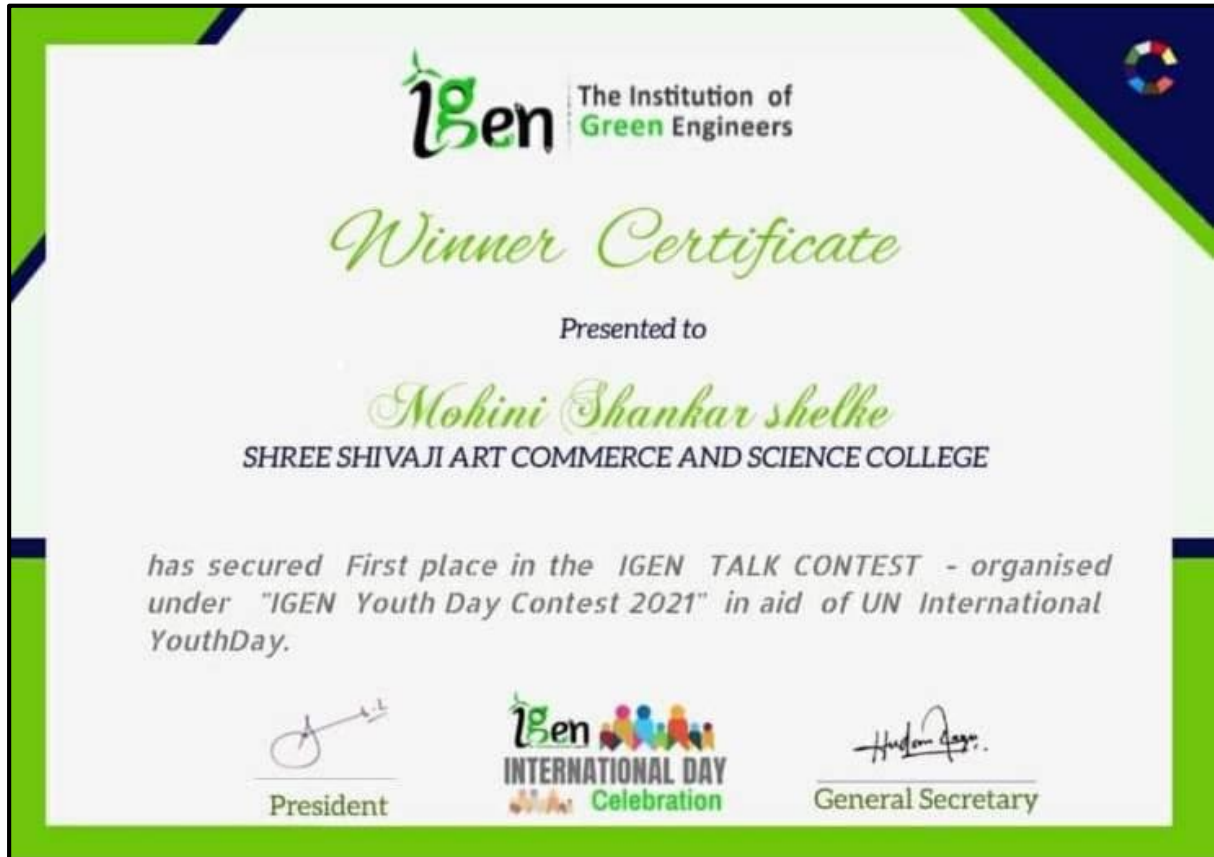 igen
The Institution of
Green Engineers
Winner Certificate
Presented to
Mohini Shankar shelke
SHREE SHIVAJI ART COMMERCE AND SCIENCE COLLEGE
has secured First place in the IGEN TALK CONTEST - organised
under "IGEN Youth Day Contest 2021" in aid of UN International
YouthDay.
President
igen
INTERNATIONAL DAY
Celebration
General Secretary